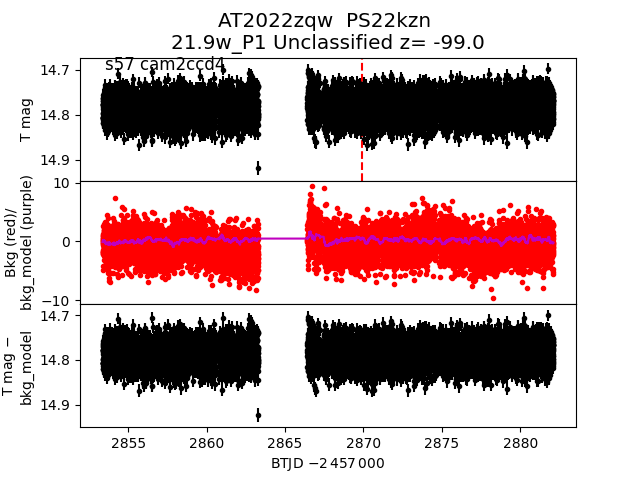 AT2022zqw  PS22kzn
21.9w_P1 Unclassified z= -99.0
s57 cam2ccd4
14.7
14.8
14.9
T mag
10
0
−10
Bkg (red)/
bkg_model (purple)
14.7
14.8
14.9
T mag −
bkg_model
2855
2860
2865
2870
2875
2880
BTJD −2 457 000